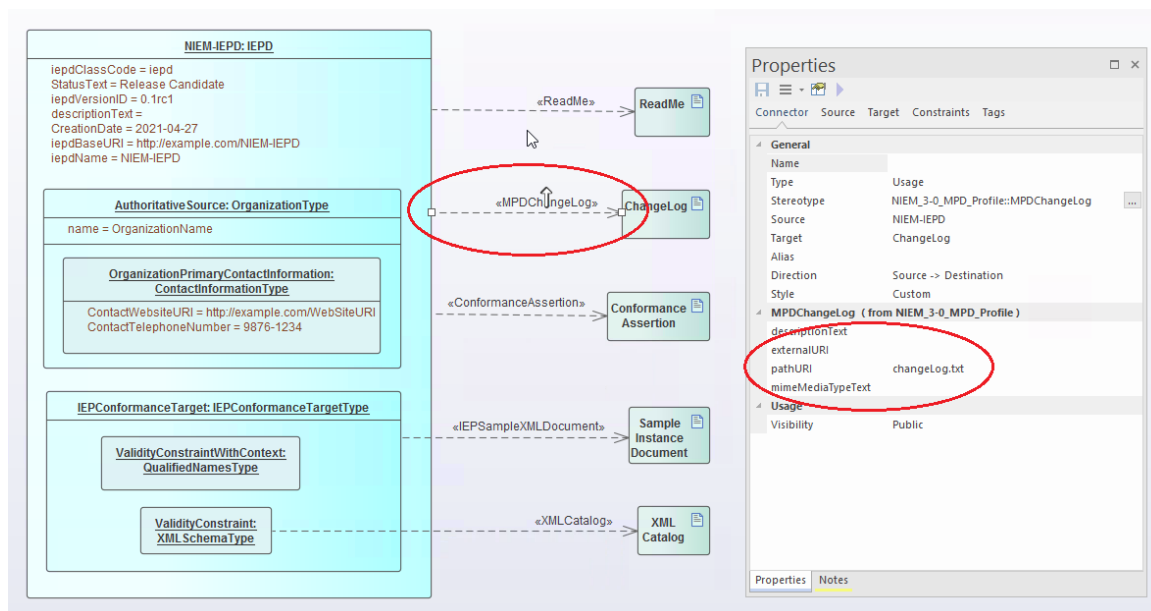 NIEM-IEPD: IEPD
iepdClassCode = iepd
StatusText = Release Candidate
iepdVersionID = 0.1rc1
descriptionText =
CreationDate = 2021-04-27
iepdBaseURI = http://example.com/NIEM-IEPD
iepdName = NIEM-IEPD
AuthoritativeSource: OrganizationType
name = OrganizationName
OrganizationPrimaryContactInformation:
ContactInformationType
ContactWebsiteURI = http://example.com/WebSiteURI
ContactTelephoneNumber = 9876-1234
IEPConformanceTarget: IEPConformanceTargetType
ValidityConstraintWithContext:
QualifiedNamesType
ValidityConstraint:
XMLSchemaType
«ReadMe»
ReadMe
«MPDChangeLog»
ChangeLog
«ConformanceAssertion»
Conformance
Assertion
«IEPSampleXMLDocument»
Sample
Instance
Document
«XMLCatalog»
XML
Catalog
Properties
Connector Source Target Constraints Tags
General
Name
Type Usage
Stereotype NIEM_3-0_MPD_Profile::MPDChangeLog ...
Source NIEM-IEPD
Target ChangeLog
Alias
Direction Source -> Destination
Style Custom
MPDChangeLog ( from NIEM_3-0_MPD_Profile )
descriptionText
externalURI
pathURI changeLog.txt
mimeMediaTypeText
Usage
Visibility Public
Properties Notes